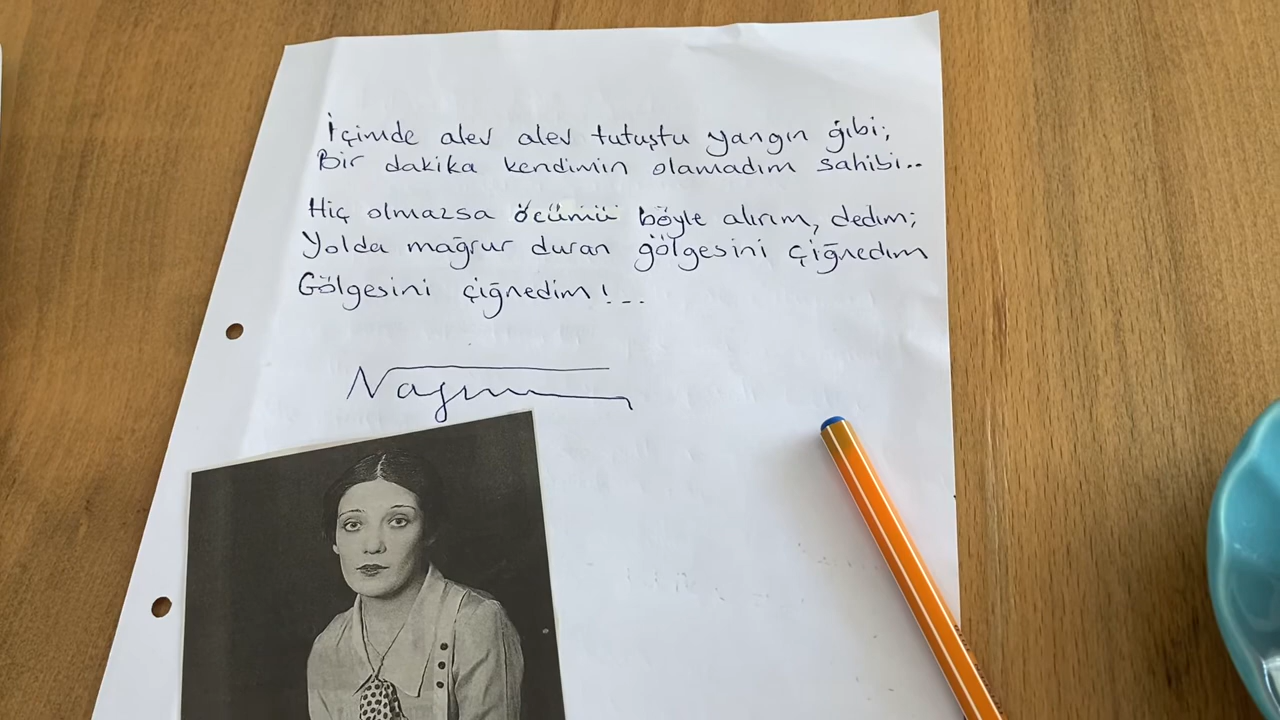 İçimde alev alev tutuştu yangın gibi;
Bir dakika kendimin olamadım sahibi..
Hiç olmazsa öcümü böyle alırım, dedim;
Yolda mağrur duran gölgesini çiğnedim
Gölgesini çiğnedim!...